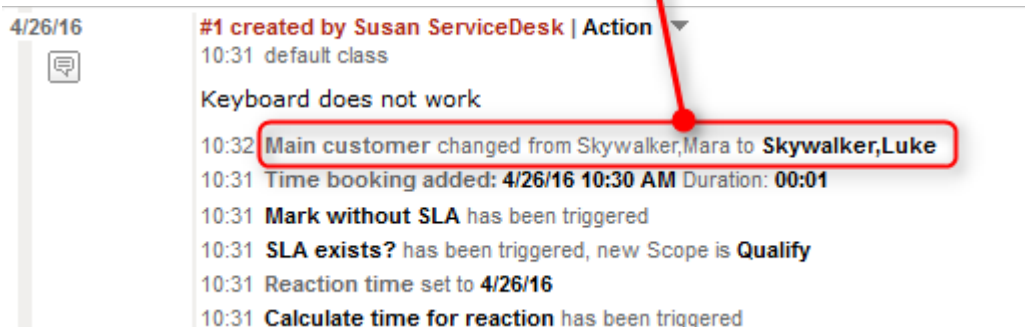 4/26/16 #1 created by Susan ServiceDesk | Action
10:31 default class
Keyboard does not work
10:32 Main customer changed from Skywalker,Mara to Skywalker,Luke
10:31 Time booking added: 4/26/16 10:30 AM Duration: 00:01
10:31 Mark without SLA has been triggered
10:31 SLA exists? has been triggered, new Scope is Qualify
10:31 Reaction time set to 4/26/16
10:31 Calculate time for reaction has been triggered